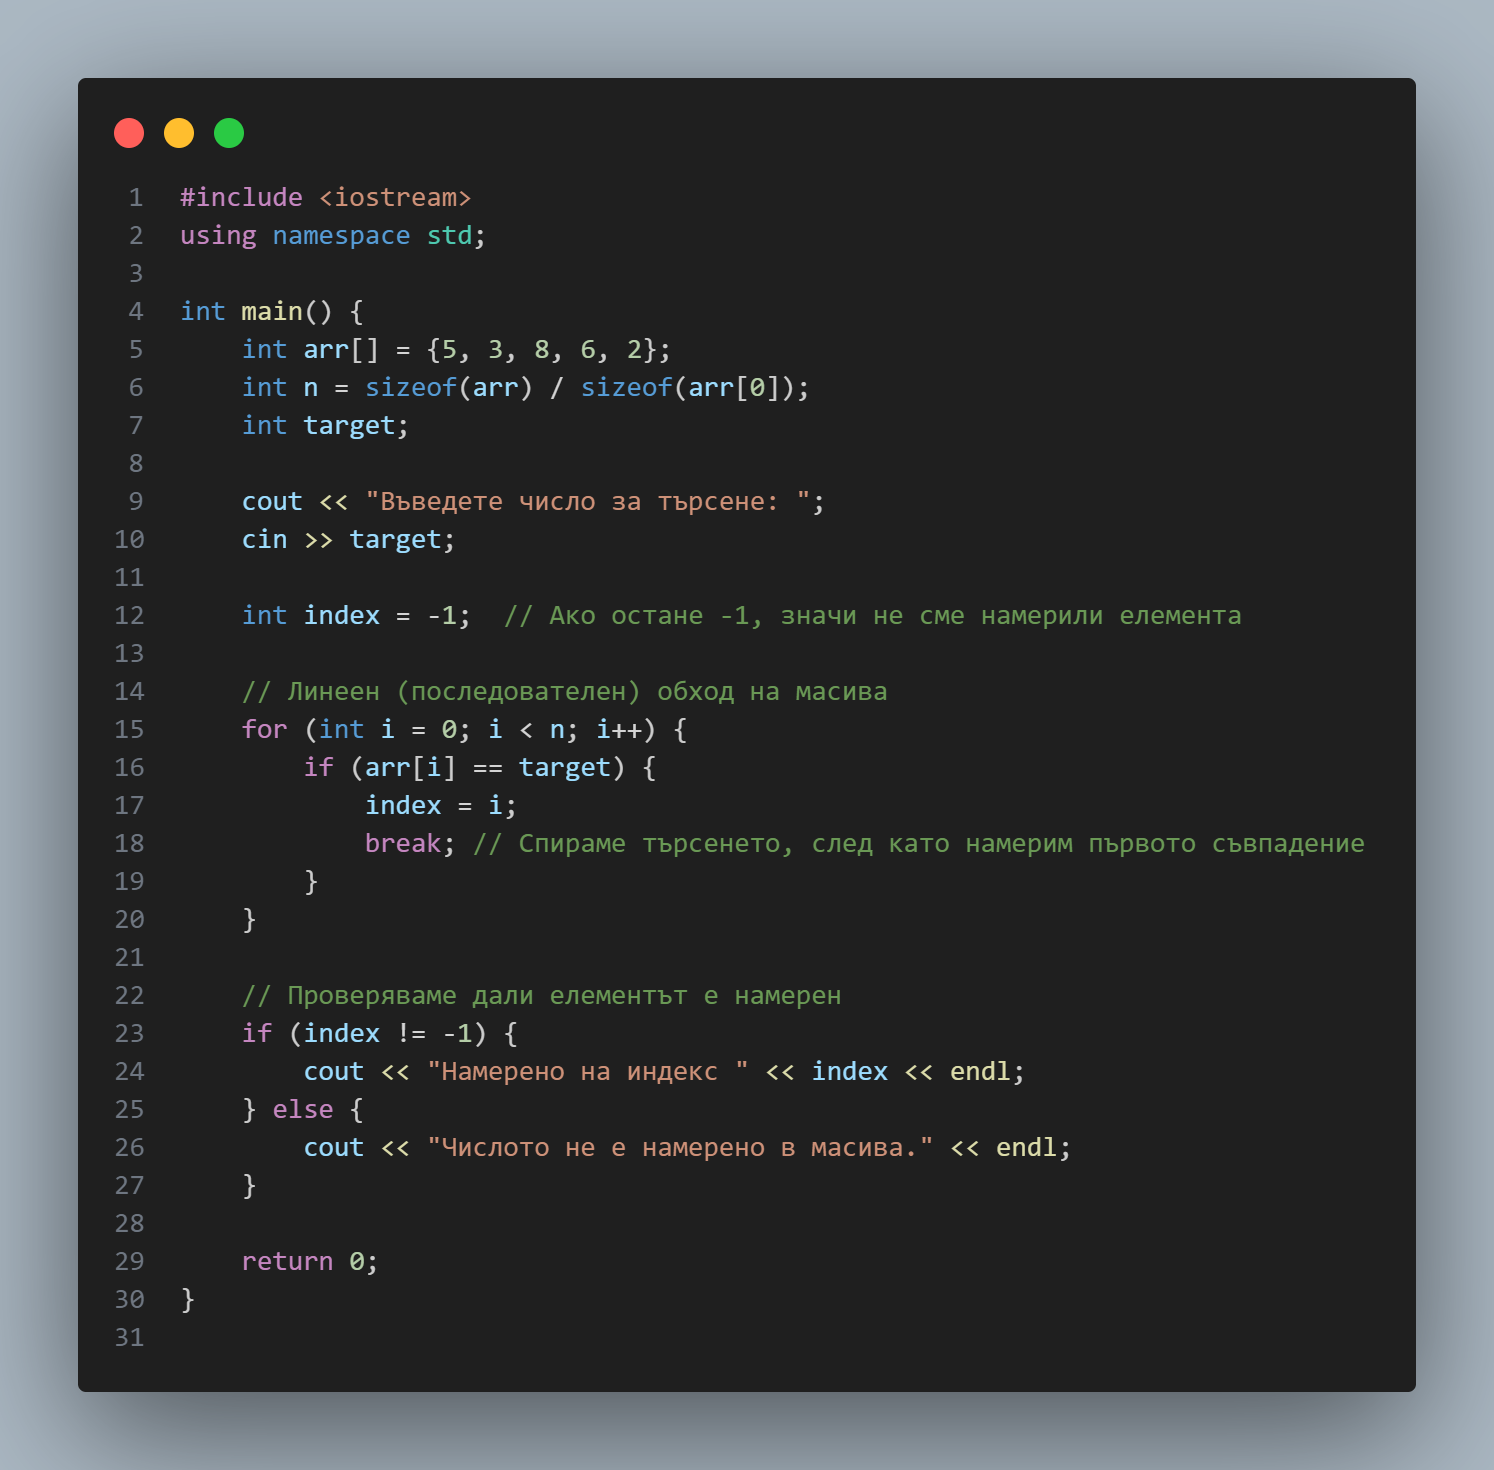 1 #include <iostream>
2 using namespace std;
3
4 int main() {
5     int arr[] = {5, 3, 8, 6, 2};
6     int n = sizeof(arr) / sizeof(arr[0]);
7     int target;
8
9     cout << "Въведете число за търсене: ";
10     cin >> target;
11
12     int index = -1;  // Ако остане -1, значи не сме намерили елемента
13
14     // Линеен (последователен) обход на масива
15     for (int i = 0; i < n; i++) {
16         if (arr[i] == target) {
17             index = i;
18             break; // Спираме търсенето, след като намерим първото съвпадение
19         }
20     }
21
22     // Проверяваме дали елементът е намерен
23     if (index != -1) {
24         cout << "Намерено на индекс " << index << endl;
25     } else {
26         cout << "Числото не е намерено в масива." << endl;
27     }
28
29     return 0;
30 }
31